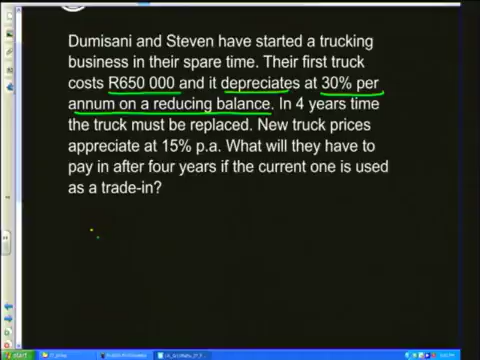 Dumisani and Steven have started a trucking
business in their spare time. Their first truck
costs R650 000 and it depreciates at 30% per
annum on a reducing balance. In 4 years time
the truck must be replaced. New truck prices
appreciate at 15% p.a. What will they have to
pay in after four years if the current one is used
as a trade-in?
start